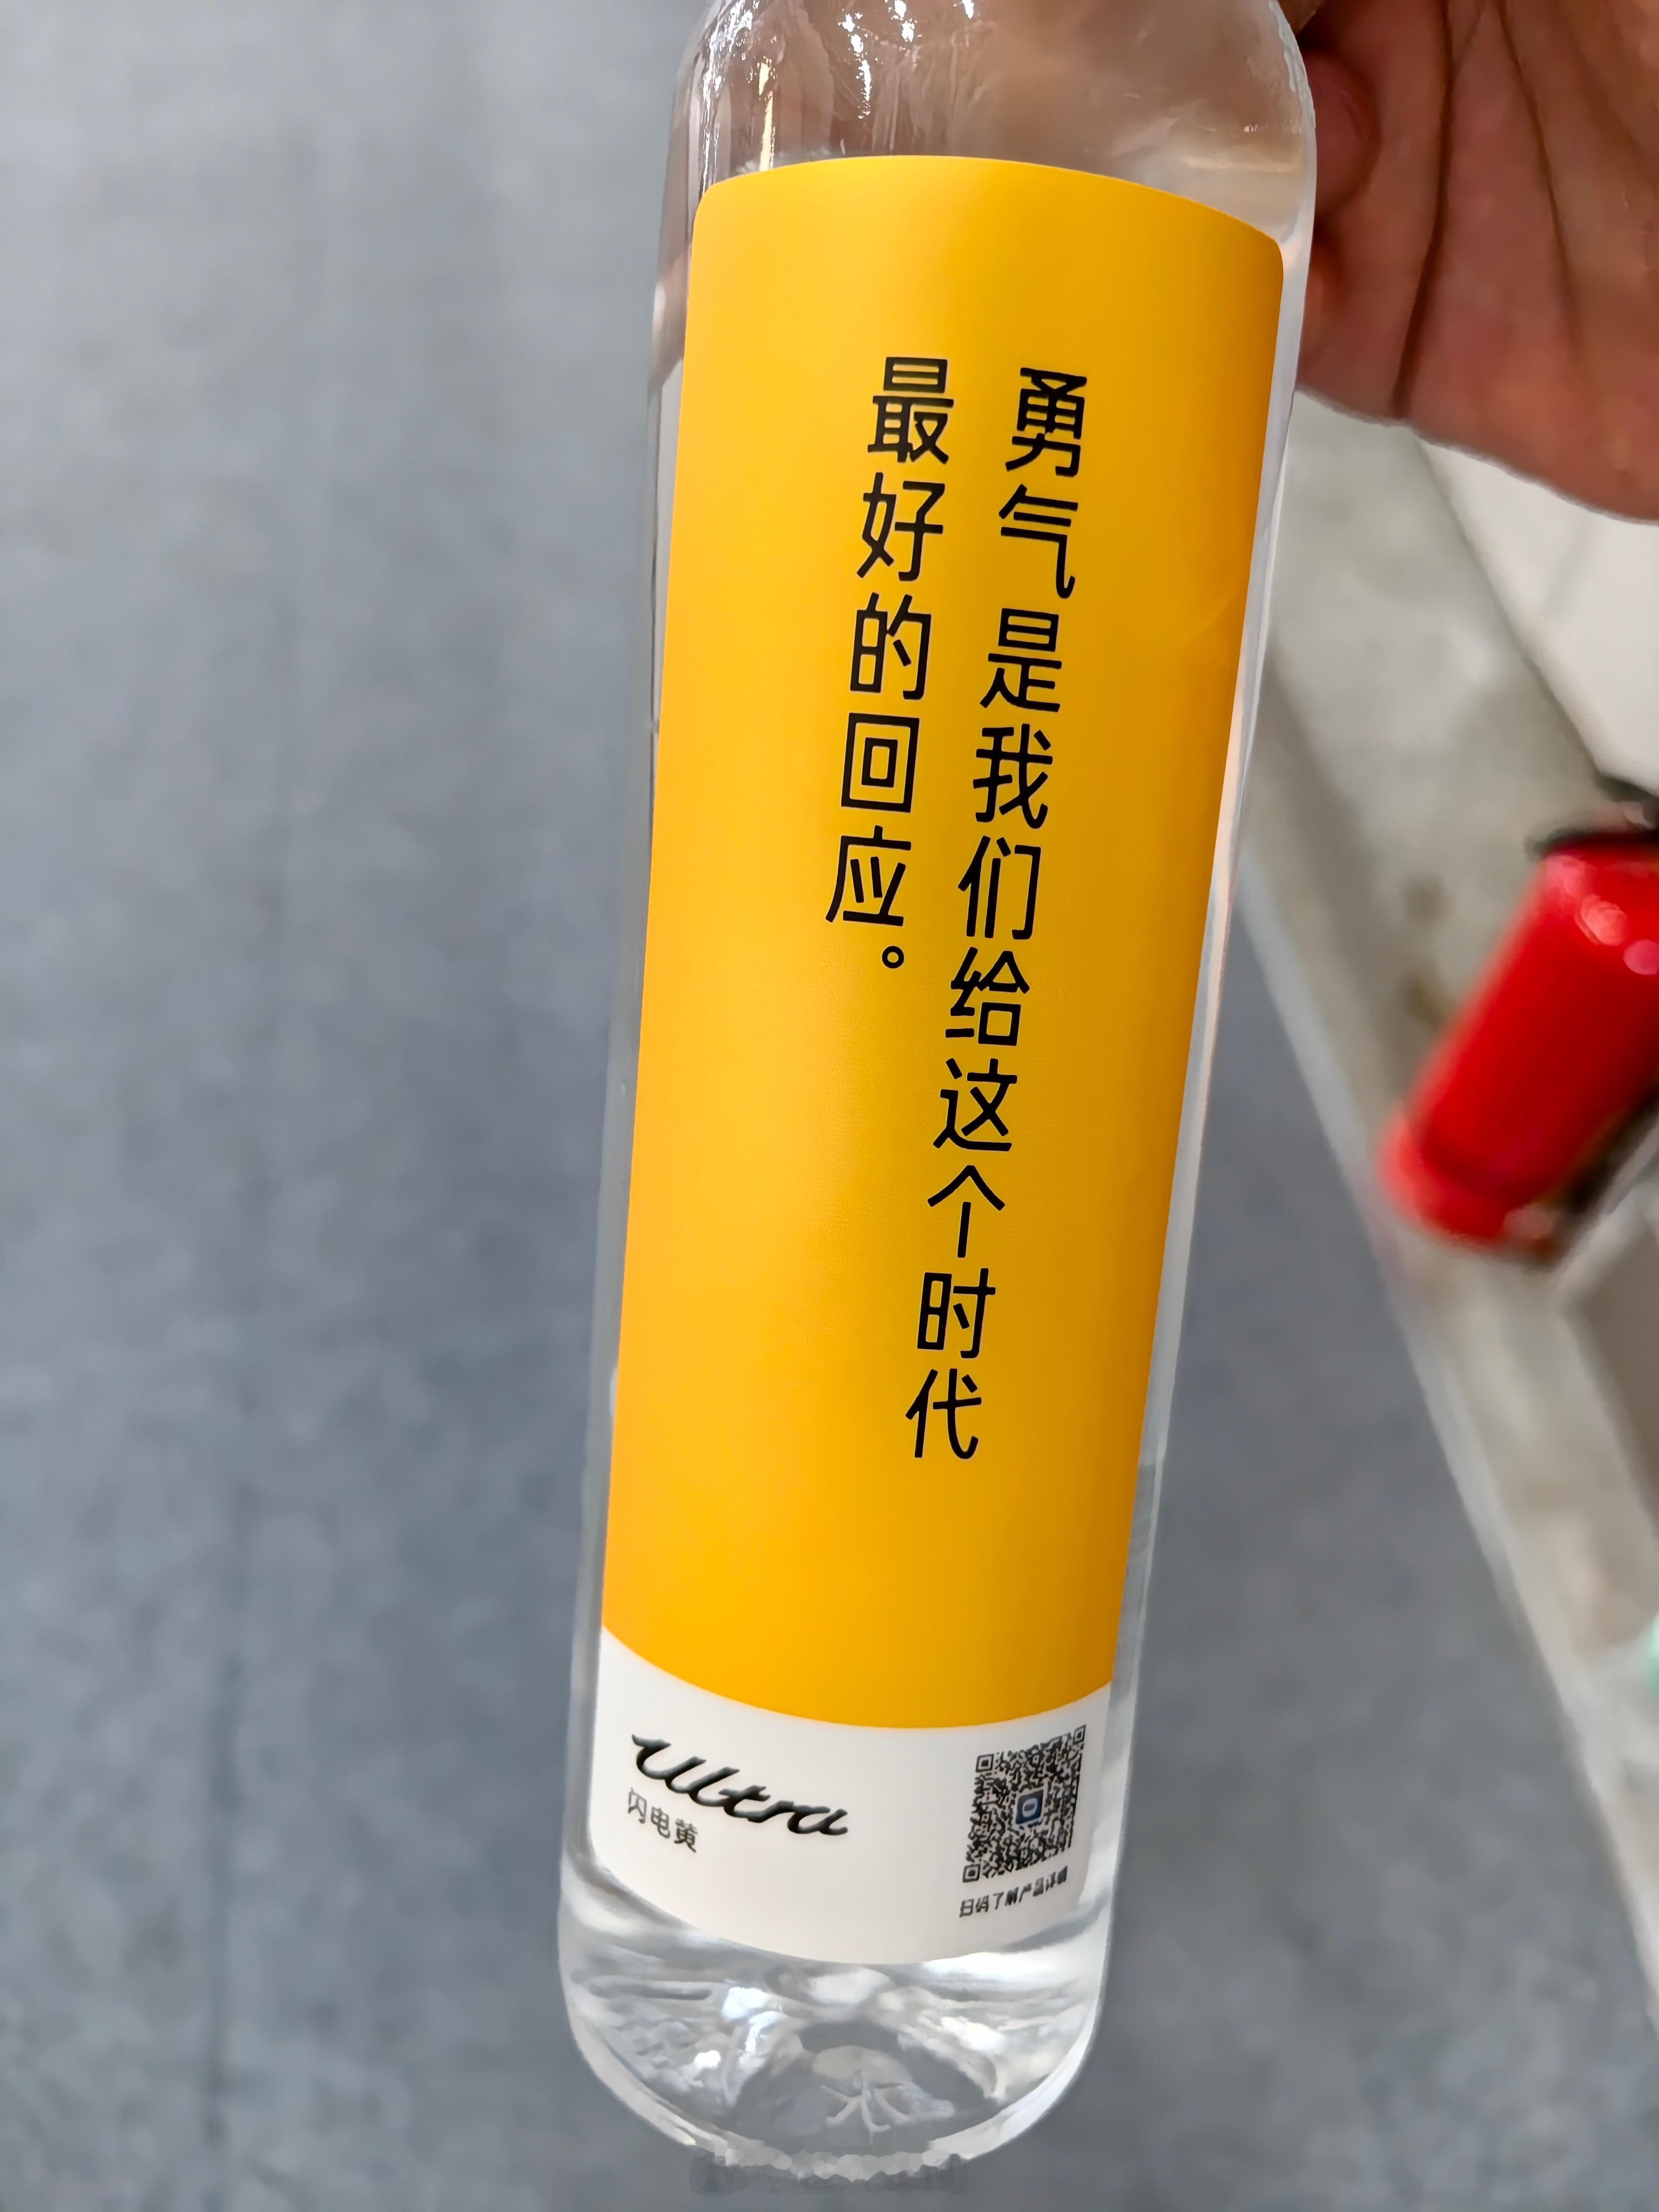 勇气是我们给这个时代
最好的回应。
ultra
闪电黄
扫码了解产品详情